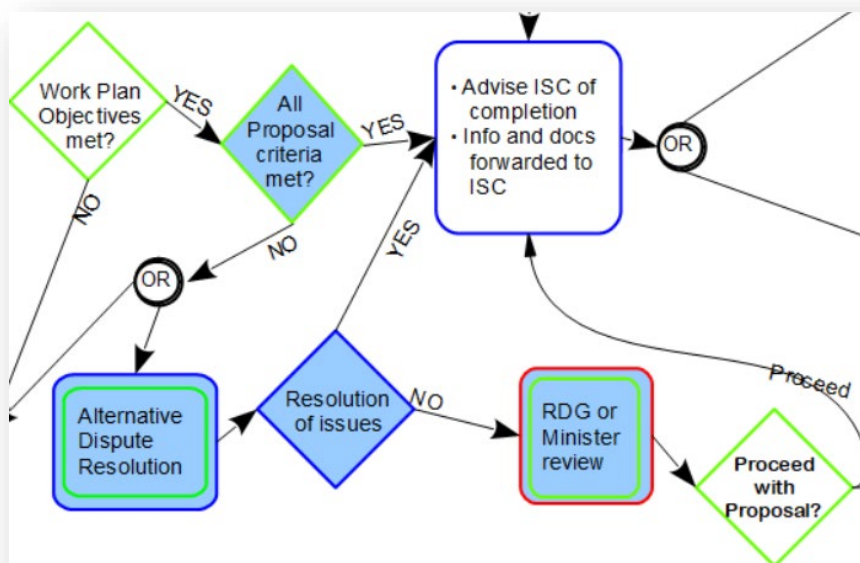 Work Plan
Objectives
met?
YES
All
Proposal
criteria
met?
YES
• Advise ISC of
completion
• Info and docs
forwarded to
ISC
OR
NO
NO
YES
OR
Alternative
Dispute
Resolution
Resolution
of issues
NO
RDG or
Minister
review
Proceed
Proceed
with
Proposal?